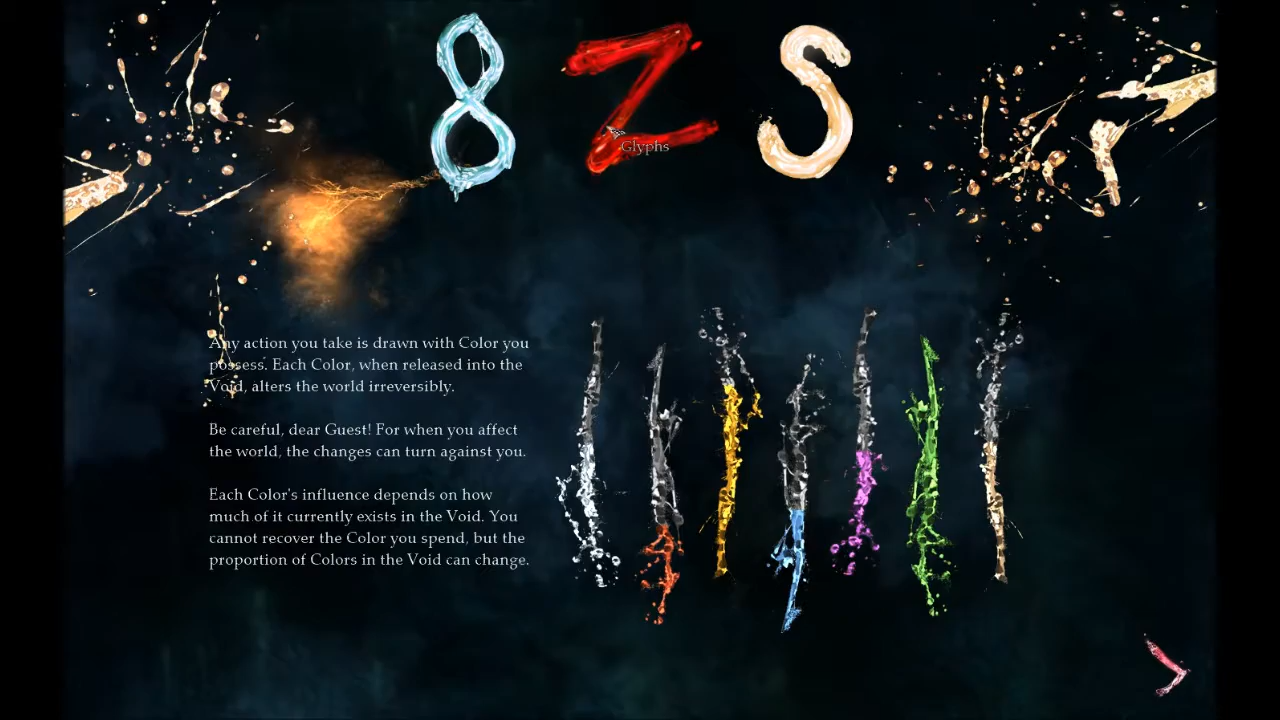 8 Z S
Glyphs
Any action you take is drawn with Color you
possess. Each Color, when released into the
Void, alters the world irreversibly.
Be careful, dear Guest! For when you affect
the world, the changes can turn against you.
Each Color's influence depends on how
much of it currently exists in the Void. You
cannot recover the Color you spend, but the
proportion of Colors in the Void can change.